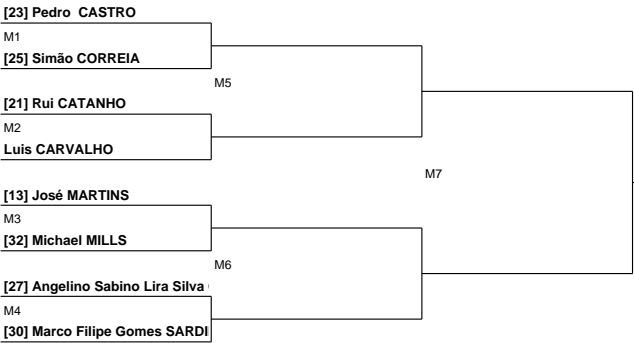 [23] Pedro CASTRO
M1
[25] Simão CORREIA
M5
[21] Rui CATANHO
M2
Luis CARVALHO
M7
[13] José MARTINS
M3
[32] Michael MILLS
M6
[27] Angelino Sabino Lira Silva
M4
[30] Marco Filipe Gomes SARDI